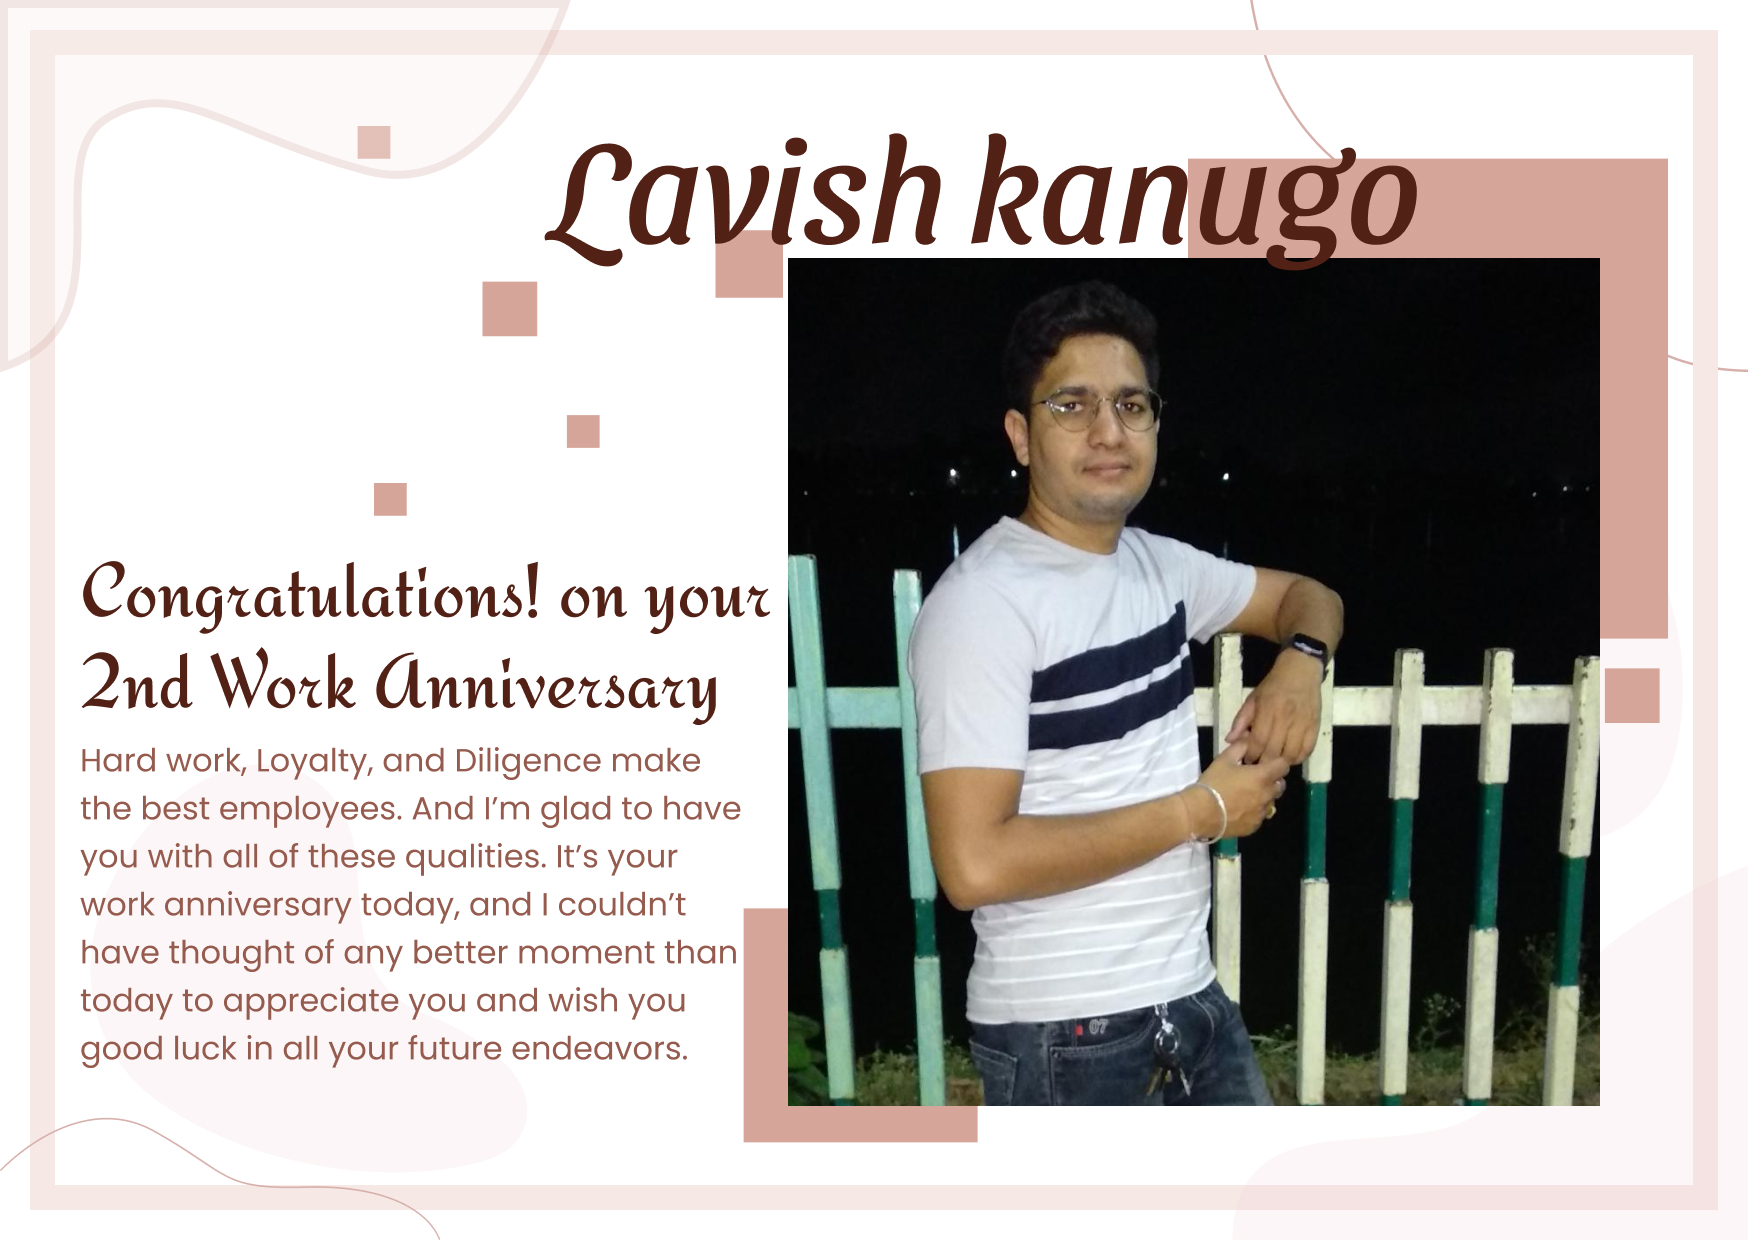 Lavish kanugo
Congratulations! on your
2nd Work Anniversary
Hard work, Loyalty, and Diligence make
the best employees. And I’m glad to have
you with all of these qualities. It’s your
work anniversary today, and I couldn’t
have thought of any better moment than
today to appreciate you and wish you
good luck in all your future endeavors.
07